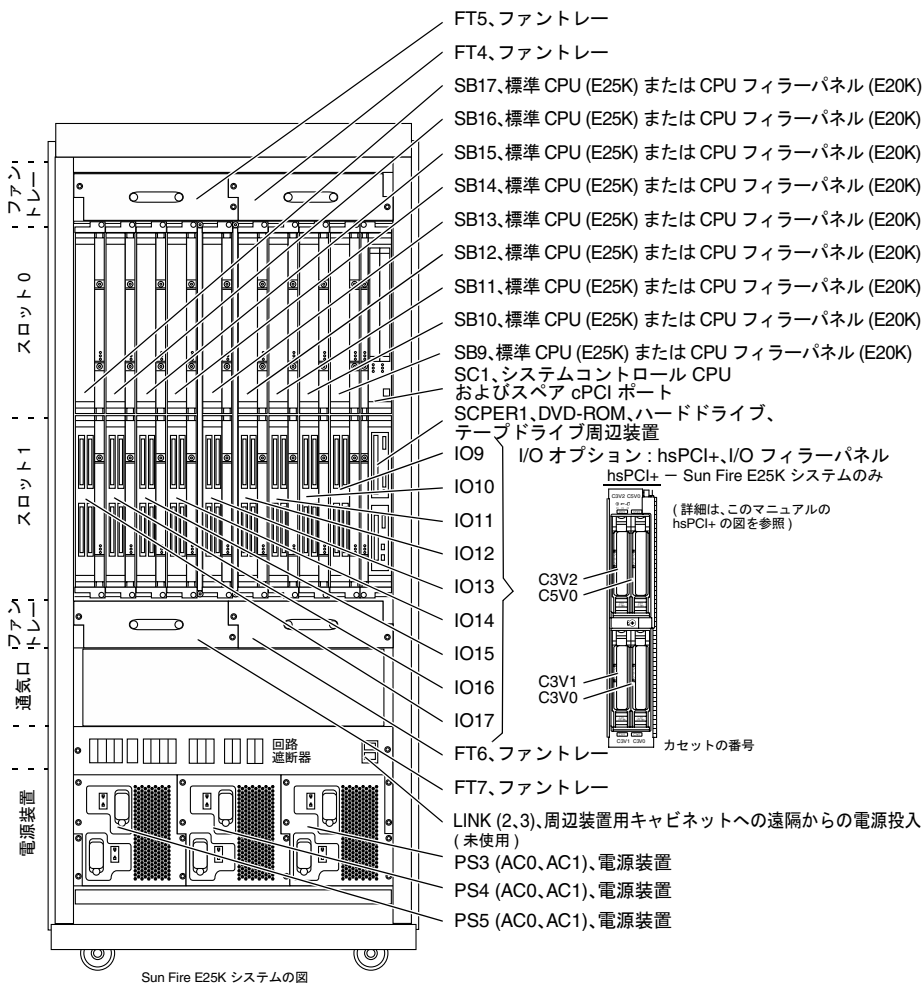 FT5、ファントレー
FT4、ファントレー
SB17、標準 CPU (E25K) または CPU フィラーパネル (E20K)
SB16、標準 CPU (E25K) または CPU フィラーパネル (E20K)
SB15、標準 CPU (E25K) または CPU フィラーパネル (E20K)
SB14、標準 CPU (E25K) または CPU フィラーパネル (E20K)
SB13、標準 CPU (E25K) または CPU フィラーパネル (E20K)
SB12、標準 CPU (E25K) または CPU フィラーパネル (E20K)
SB11、標準 CPU (E25K) または CPU フィラーパネル (E20K)
SB10、標準 CPU (E25K) または CPU フィラーパネル (E20K)
SB9、標準 CPU (E25K) または CPU フィラーパネル (E20K)
SC1、システムコントロール CPU
およびスペア cPCI ポート
SCPER1、DVD-ROM、ハードドライブ、
テープドライブ周辺装置
IO9
IO10
IO11
IO12
IO13
IO14
IO15
IO16
IO17
I/O オプション : hsPCI+、I/O フィラーパネル
hsPCI+ − Sun Fire E25K システムのみ
( 詳細は、このマニュアルの
hsPCI+ の図を参照 )
C3V2 C5V0
C3V2
C5V0
C3V1
C3V0
C3V1 C3V0
カセットの番号
FT6、ファントレー
FT7、ファントレー
LINK (2、3)、周辺装置用キャビネットへの遠隔からの電源投入
( 未使用 )
PS3 (AC0、AC1)、電源装置
PS4 (AC0、AC1)、電源装置
PS5 (AC0、AC1)、電源装置
ファン
トレー
スロット 0
スロット 1
ファン
トレー
通気口
電源装置
回路
遮断器
Sun Fire E25K システムの図